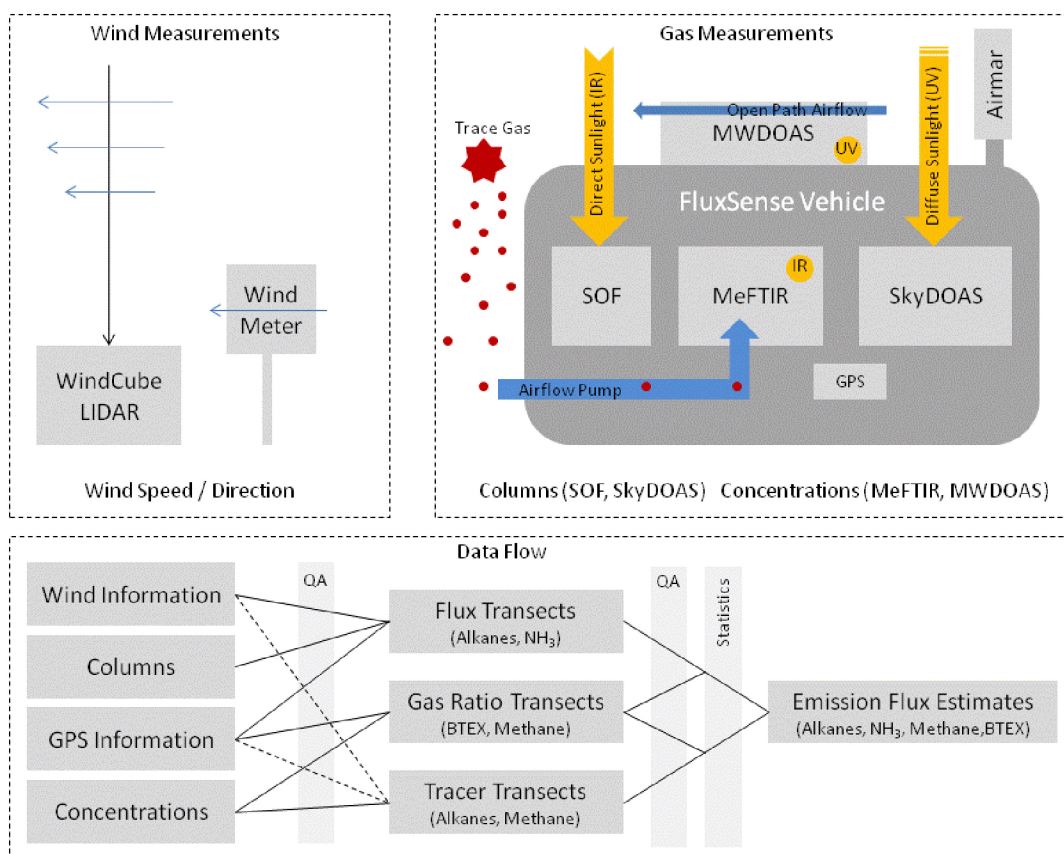 Wind Measurements
WindCube
LIDAR
Wind
Meter
Wind Speed / Direction
Gas Measurements
Trace Gas
Direct Sunlight (IR)
Open Path Airflow
MWDOAS
UV
Diffuse Sunlight (UV)
Airmar
FluxSense Vehicle
SOF
MeFTIR
IR
SkyDOAS
GPS
Airflow Pump
Columns (SOF, SkyDOAS) Concentrations (MeFTIR, MWDOAS)
Data Flow
Wind Information
Columns
GPS Information
Concentrations
QA
Flux Transects
(Alkanes, NH₃)
Gas Ratio Transects
(BTEX, Methane)
Tracer Transects
(Alkanes, Methane)
QA
Statistics
Emission Flux Estimates
(Alkanes, NH₃, Methane,BTEX)